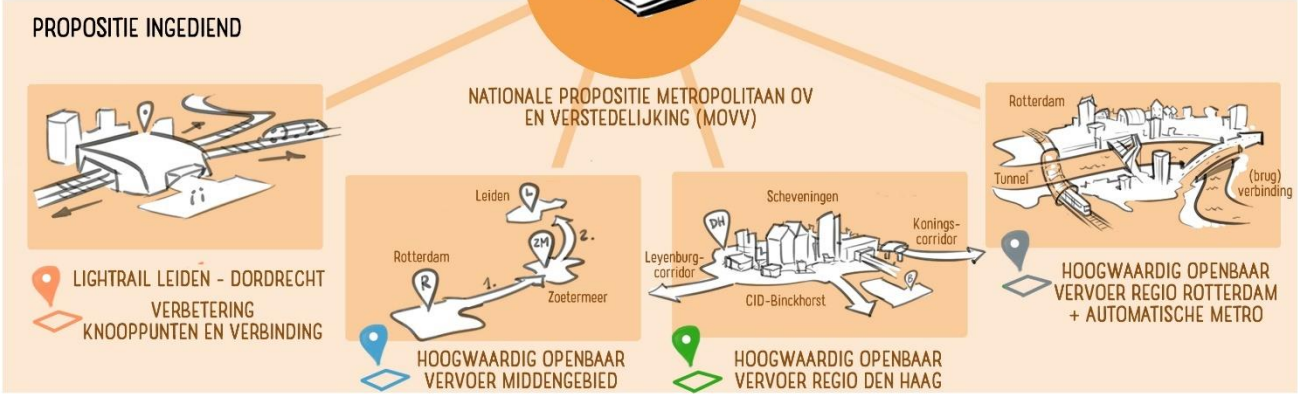 PROPOSITIE INGEDIEND
NATIONALE PROPOSITIE METROPOLITAAN OV
EN VERSTEDELIJKING (MOVV)
LIGHTRAIL LEIDEN - DORDRECHT
VERBETERING
KNOOPPUNTEN EN VERBINDING
Leiden
L
Rotterdam
R
ZM
1.
2.
Zoetermeer
HOOGWAARDIG OPENBAAR
VERVOER MIDDENGEBIED
Scheveningen
DH
Konings-
corridor
Leyenburg-
corridor
CID-Binckhorst
HOOGWAARDIG OPENBAAR
VERVOER REGIO DEN HAAG
Rotterdam
Tunnel
(brug)
verbinding
HOOGWAARDIG OPENBAAR
VERVOER REGIO ROTTERDAM
+ AUTOMATISCHE METRO